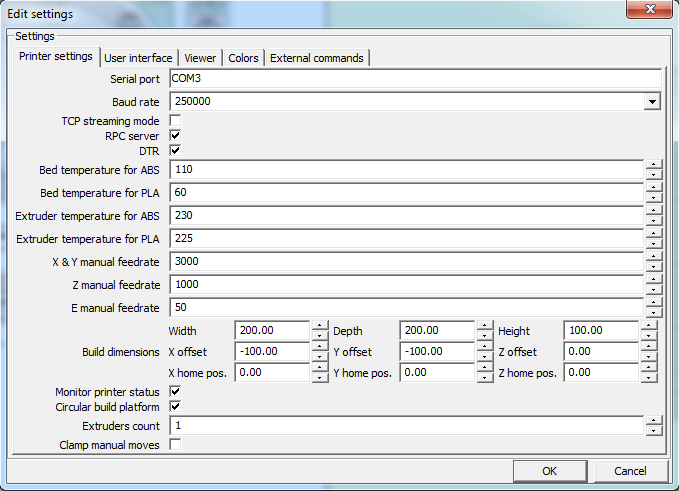 Edit settings
Settings
Printer settings User interface Viewer Colors External commands
Serial port COM3
Baud rate 250000
TCP streaming mode
RPC server
DTR
Bed temperature for ABS 110
Bed temperature for PLA 60
Extruder temperature for ABS 230
Extruder temperature for PLA 225
X & Y manual feedrate 3000
Z manual feedrate 1000
E manual feedrate 50
Width 200.00 Depth 200.00 Height 100.00
Build dimensions X offset -100.00 Y offset -100.00 Z offset 0.00
X home pos. 0.00 Y home pos. 0.00 Z home pos. 0.00
Monitor printer status
Circular build platform
Extruders count 1
Clamp manual moves
OK Cancel